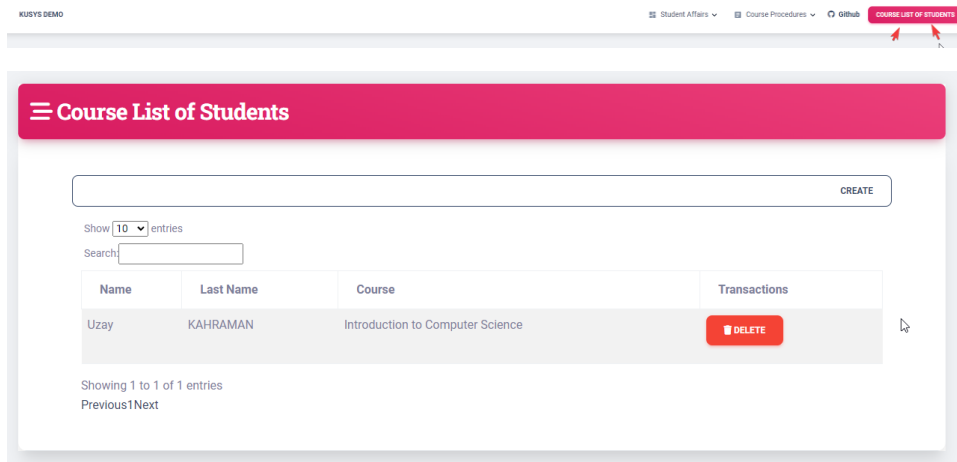 KUSYS DEMO Student Affairs Course Procedures Github COURSE LIST OF STUDENTS
Course List of Students
CREATE
Show 10 entries
Search:
Name Last Name Course Transactions
Uzay KAHRAMAN Introduction to Computer Science DELETE
Showing 1 to 1 of 1 entries
Previous1Next